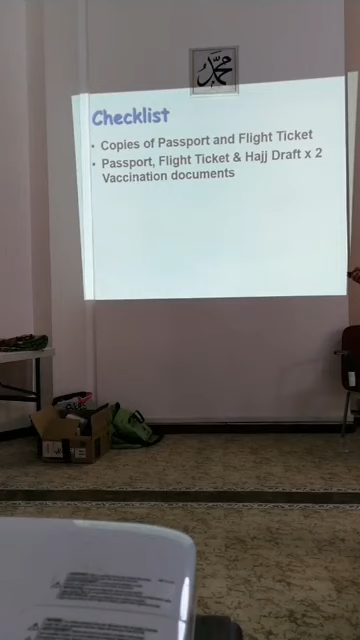 محمد
Checklist
• Copies of Passport and Flight Ticket
• Passport, Flight Ticket & Hajj Draft x 2
Vaccination documents